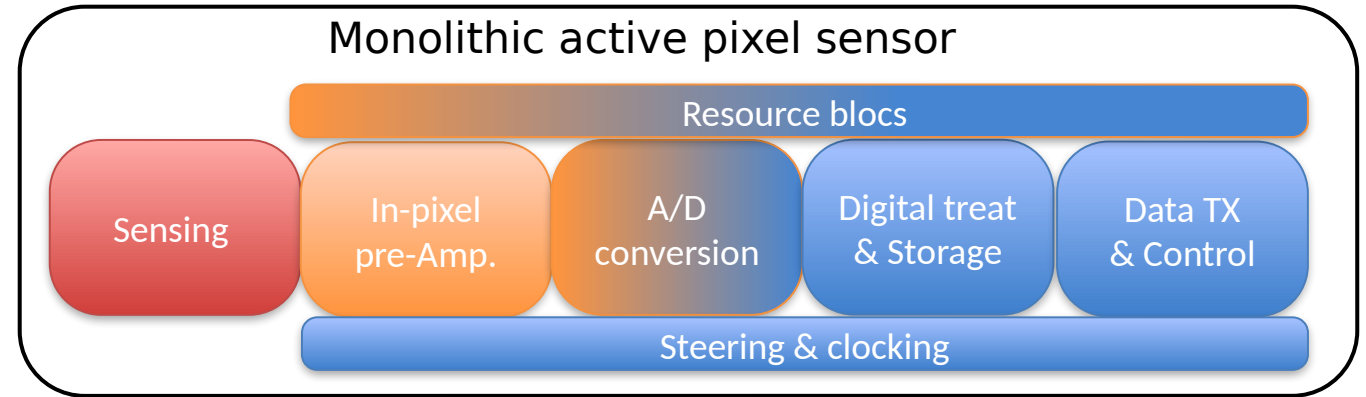 Monolithic active pixel sensor
Resource blocs
Sensing
In-pixel
pre-Amp.
A/D
conversion
Digital treat
& Storage
Data TX
& Control
Steering & clocking